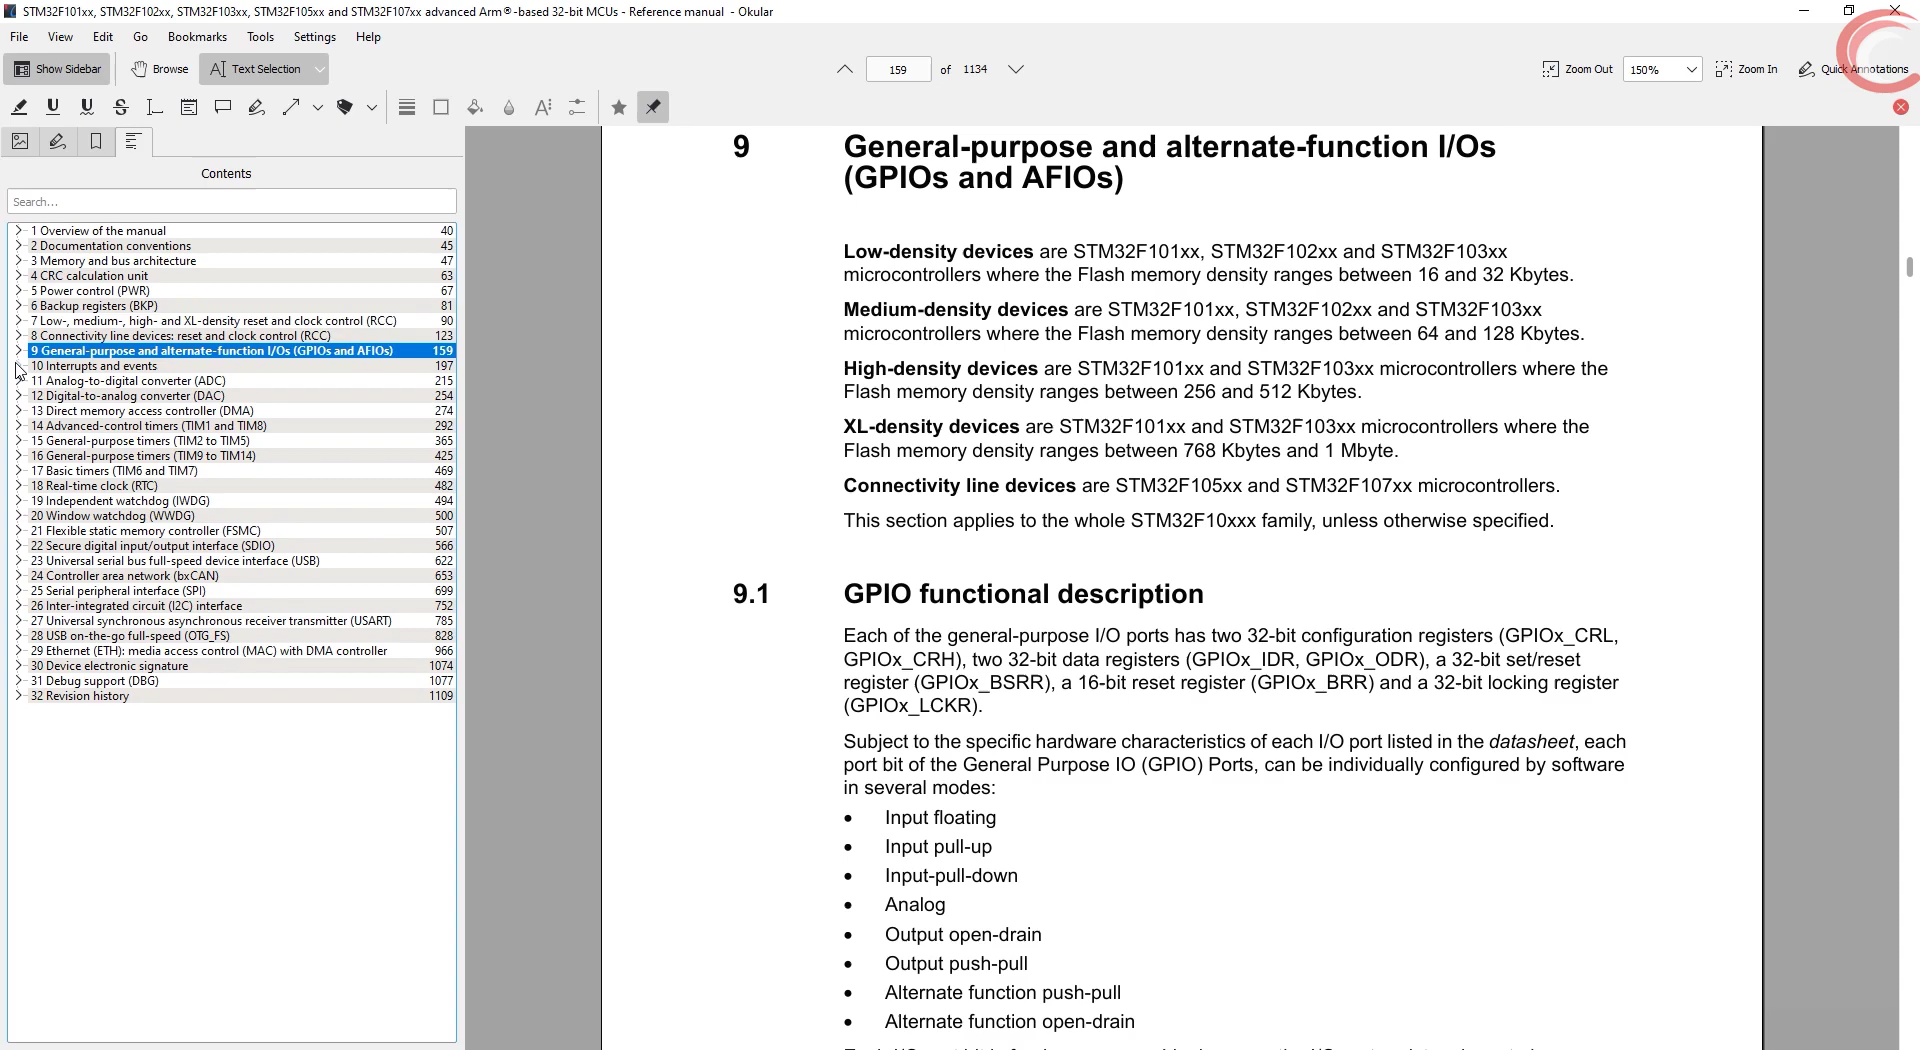 STM32F101xx, STM32F102xx, STM32F103xx, STM32F105xx and STM32F107xx advanced Arm®-based 32-bit MCUs - Reference manual - Okular
File View Edit Go Bookmarks Tools Settings Help
Show Sidebar Browse Text Selection 159 of 1134 Zoom Out 150% Zoom In Quick Annotations
Contents
Search...
1 Overview of the manual 40
2 Documentation conventions 45
3 Memory and bus architecture 47
4 CRC calculation unit 63
5 Power control (PWR) 67
6 Backup registers (BKP) 81
7 Low-, medium-, high- and XL-density reset and clock control (RCC) 90
8 Connectivity line devices: reset and clock control (RCC) 123
9 General-purpose and alternate-function I/Os (GPIOs and AFIOs) 159
10 Interrupts and events 197
11 Analog-to-digital converter (ADC) 215
12 Digital-to-analog converter (DAC) 254
13 Direct memory access controller (DMA) 274
14 Advanced-control timers (TIM1 and TIM8) 292
15 General-purpose timers (TIM2 to TIM5) 365
16 General-purpose timers (TIM9 to TIM14) 425
17 Basic timers (TIM6 and TIM7) 469
18 Real-time clock (RTC) 482
19 Independent watchdog (IWDG) 494
20 Window watchdog (WWDG) 500
21 Flexible static memory controller (FSMC) 507
22 Secure digital input/output interface (SDIO) 566
23 Universal serial bus full-speed device interface (USB) 622
24 Controller area network (bxCAN) 653
25 Serial peripheral interface (SPI) 699
26 Inter-integrated circuit (I2C) interface 752
27 Universal synchronous asynchronous receiver transmitter (USART) 785
28 USB on-the-go full-speed (OTG_FS) 828
29 Ethernet (ETH): media access control (MAC) with DMA controller 966
30 Device electronic signature 1074
31 Debug support (DBG) 1077
32 Revision history 1109
9 General-purpose and alternate-function I/Os
(GPIOs and AFIOs)
Low-density devices are STM32F101xx, STM32F102xx and STM32F103xx
microcontrollers where the Flash memory density ranges between 16 and 32 Kbytes.
Medium-density devices are STM32F101xx, STM32F102xx and STM32F103xx
microcontrollers where the Flash memory density ranges between 64 and 128 Kbytes.
High-density devices are STM32F101xx and STM32F103xx microcontrollers where the
Flash memory density ranges between 256 and 512 Kbytes.
XL-density devices are STM32F101xx and STM32F103xx microcontrollers where the
Flash memory density ranges between 768 Kbytes and 1 Mbyte.
Connectivity line devices are STM32F105xx and STM32F107xx microcontrollers.
This section applies to the whole STM32F10xxx family, unless otherwise specified.
9.1 GPIO functional description
Each of the general-purpose I/O ports has two 32-bit configuration registers (GPIOx_CRL,
GPIOx_CRH), two 32-bit data registers (GPIOx_IDR, GPIOx_ODR), a 32-bit set/reset
register (GPIOx_BSRR), a 16-bit reset register (GPIOx_BRR) and a 32-bit locking register
(GPIOx_LCKR).
Subject to the specific hardware characteristics of each I/O port listed in the datasheet, each
port bit of the General Purpose IO (GPIO) Ports, can be individually configured by software
in several modes:
• Input floating
• Input pull-up
• Input-pull-down
• Analog
• Output open-drain
• Output push-pull
• Alternate function push-pull
• Alternate function open-drain